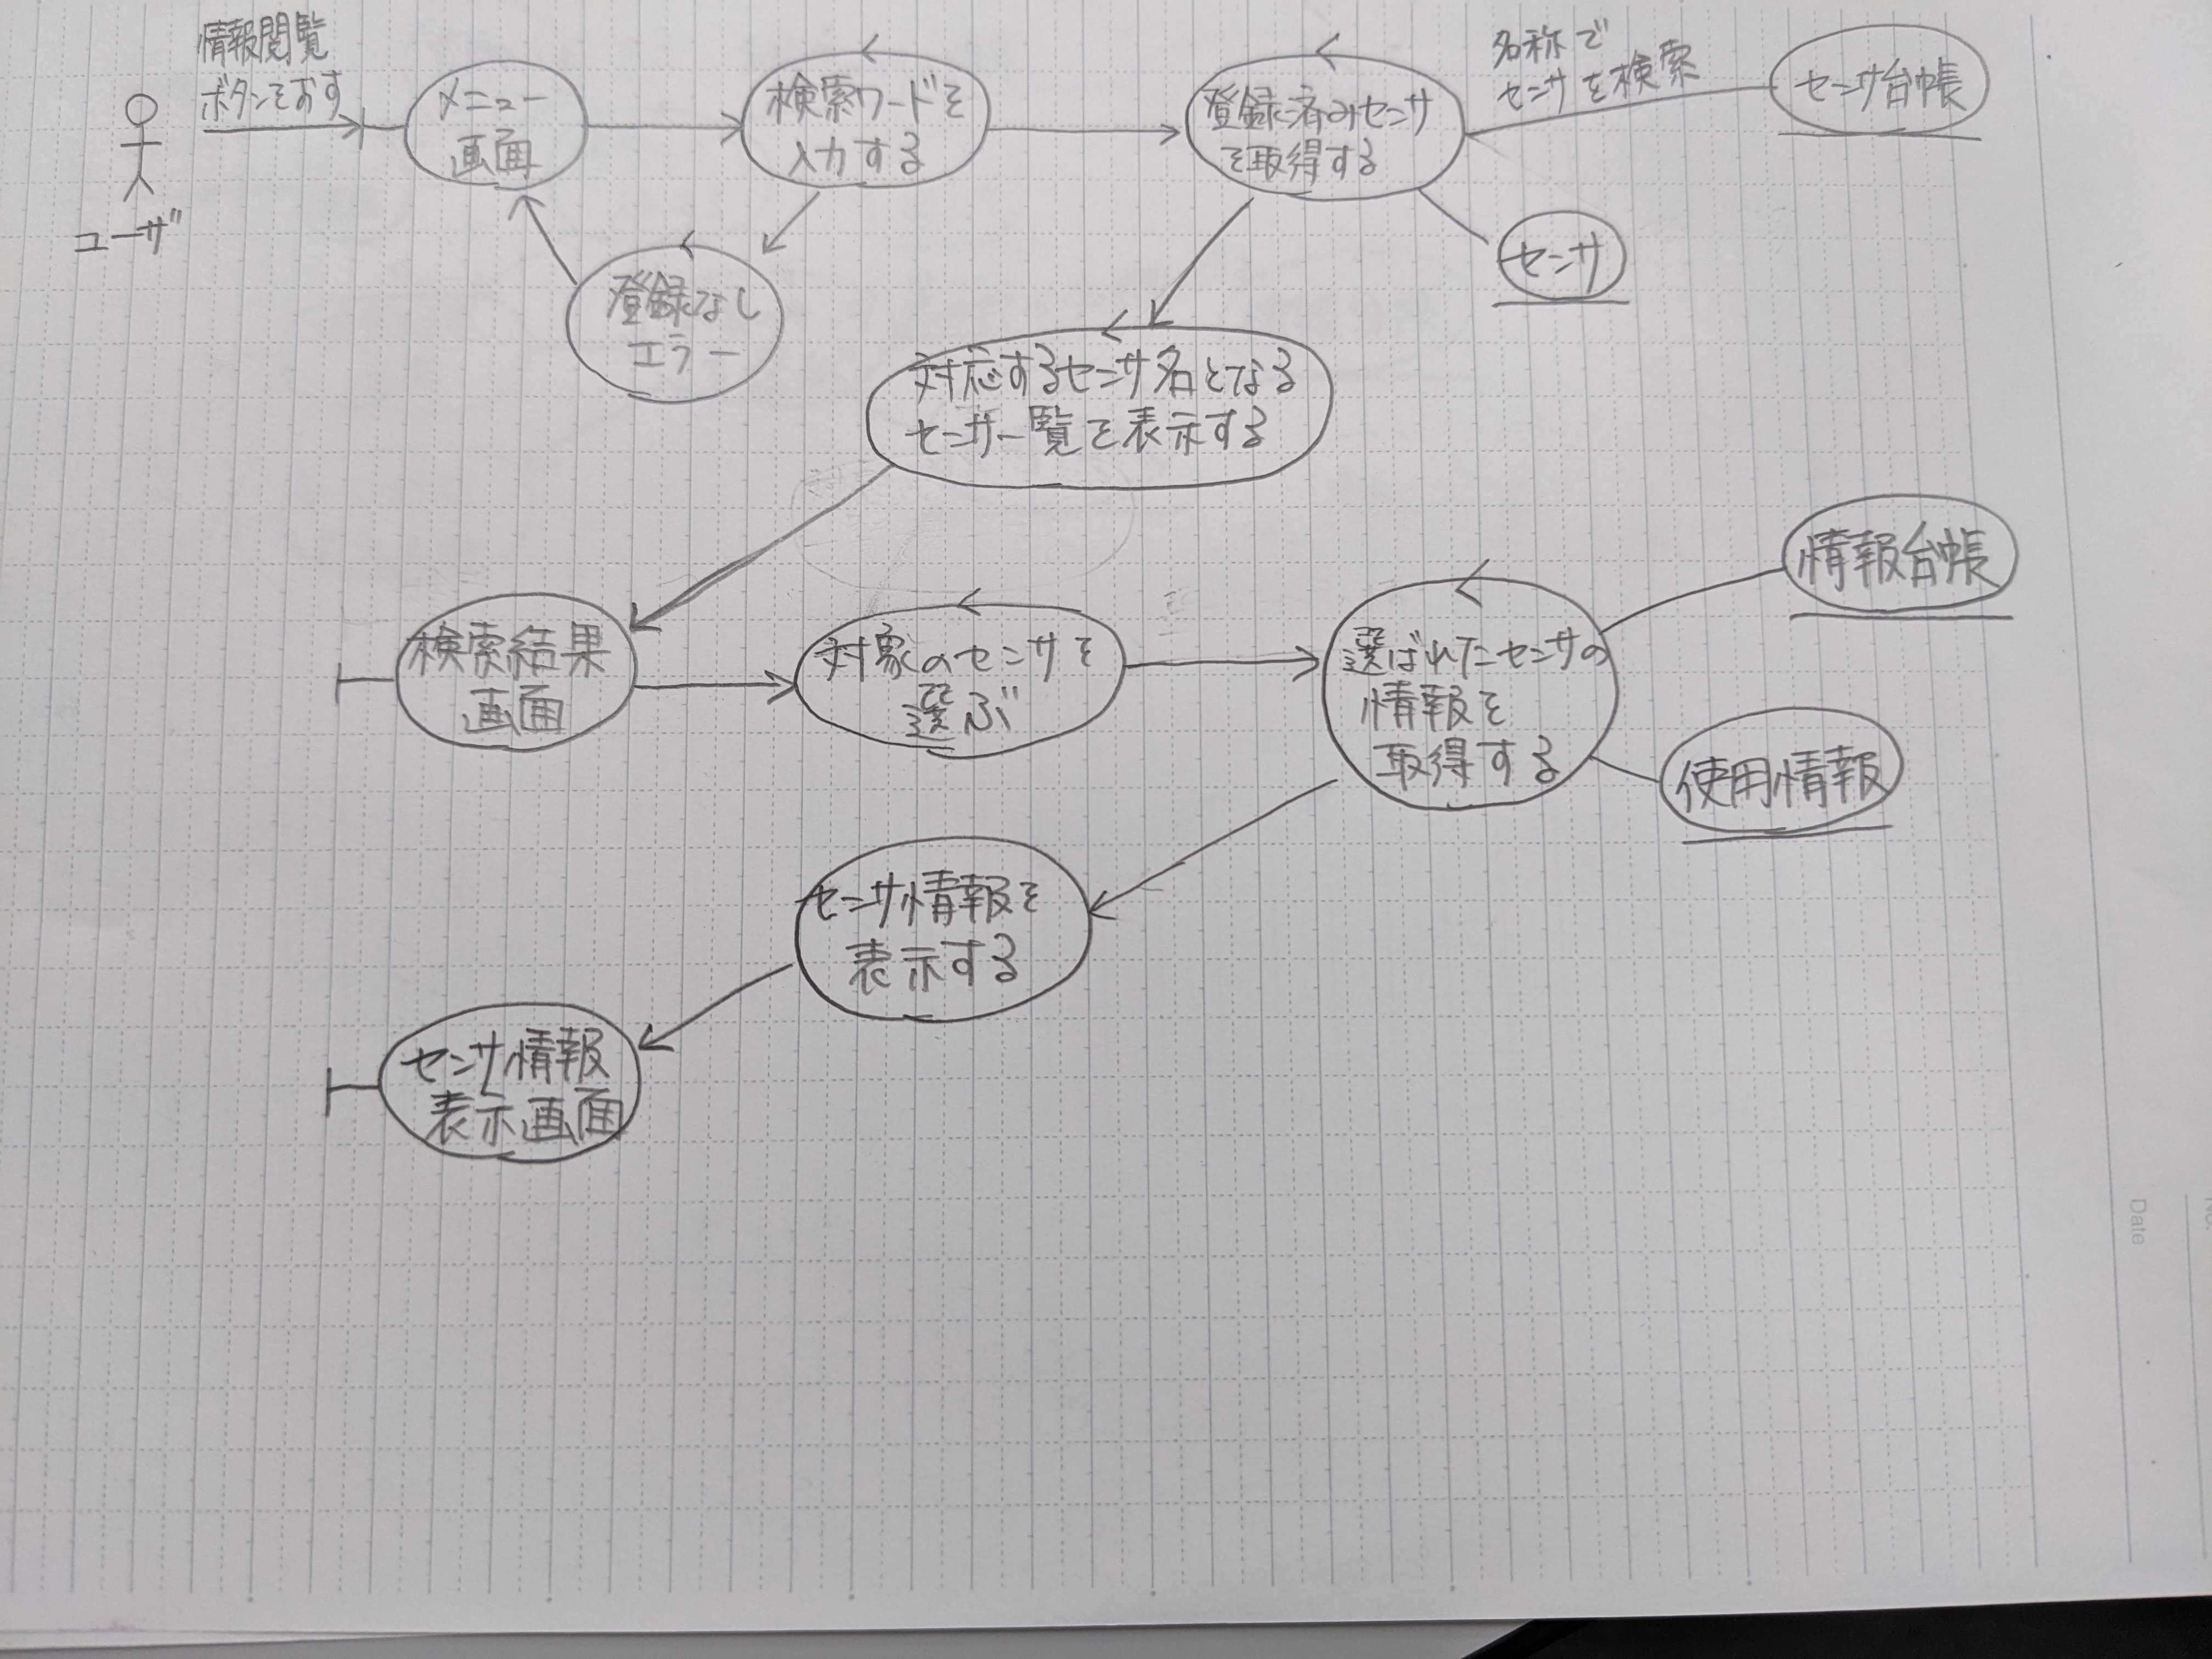 情報閲覧
ボタンをおす
ユーザ
メニュー
画面
検索ワードを
入力する
登録済みセンサ
を取得する
名称で
センサを検索
センサ台帳
センサ
登録なし
エラー
対応するセンサ名となる
センサ一覧を表示する
検索結果
画面
対象のセンサを
選ぶ
選ばれたセンサの
情報を
取得する
情報台帳
使用情報
センサ情報を
表示する
センサ情報
表示画面
Date